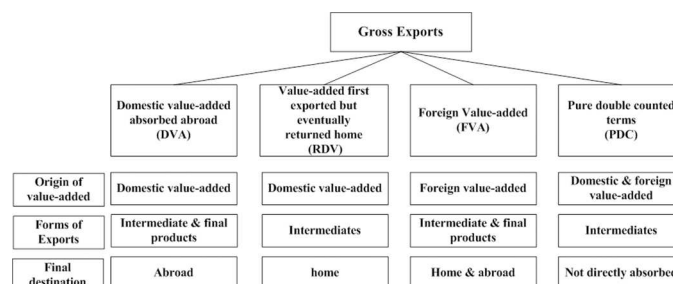 Gross Exports
Domestic value-added
absorbed abroad
(DVA)
Value-added first
exported but
eventually
returned home
(RDV)
Foreign Value-added
(FVA)
Pure double counted
terms
(PDC)
Origin of
value-added
Domestic value-added
Domestic value-added
Foreign value-added
Domestic & foreign
value-added
Forms of
Exports
Intermediate & final
products
Intermediates
Intermediate & final
products
Intermediates
Final
destination
Abroad
home
Home & abroad
Not directly absorbed